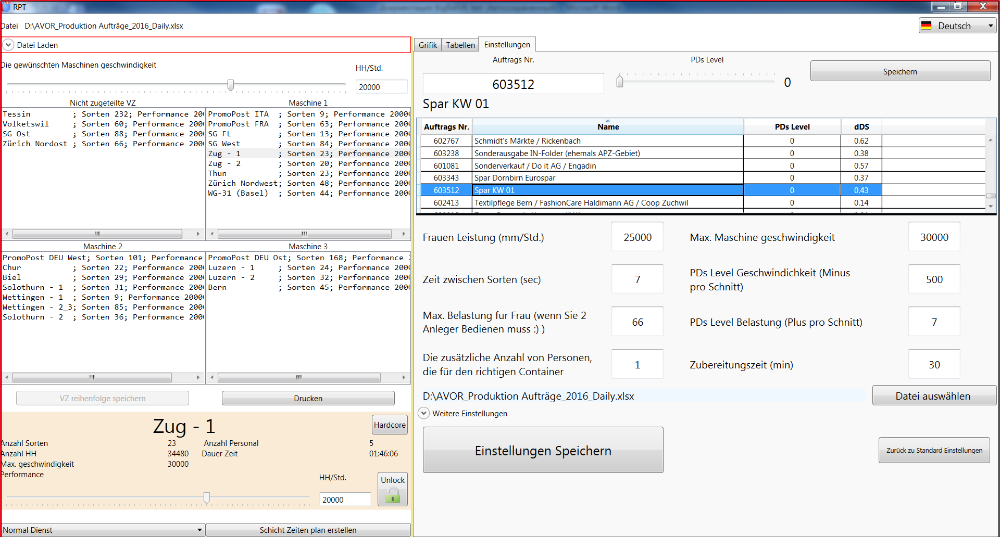 RPT
Datei D:\AVOR_Produktion Aufträge_2016_Daily.xlsx
Deutsch
Datei Laden
Die gewünschten Maschinen geschwindigkeit
HH/Std.
20000
Nicht zugeteilte VZ
Tessin ; Sorten 232; Performance 200
Volketswil ; Sorten 60; Performance 200
SG Ost ; Sorten 88; Performance 200
Zürich Nordost ; Sorten 66; Performance 200
Maschine 1
PromoPost ITA ; Sorten 9; Performance 2000
PromoPost FRA ; Sorten 63; Performance 200
SG FL ; Sorten 13; Performance 200
SG West ; Sorten 84; Performance 200
Zug - 1 ; Sorten 23; Performance 200
Zug - 2 ; Sorten 20; Performance 200
Thun ; Sorten 23; Performance 200
Zürich Nordwest; Sorten 48; Performance 200
WG-31 (Basel) ; Sorten 44; Performance 200
Maschine 2
PromoPost DEU West; Sorten 101; Performance
Chur ; Sorten 22; Performance 200
Biel ; Sorten 29; Performance 200
Solothurn - 1 ; Sorten 31; Performance 200
Wettingen - 1 ; Sorten 9; Performance 2000
Wettingen - 2_3; Sorten 85; Performance 200
Solothurn - 2 ; Sorten 36; Performance 200
Maschine 3
PromoPost DEU Ost; Sorten 168; Performance
Luzern - 1 ; Sorten 24; Performance 200
Luzern - 2 ; Sorten 32; Performance 200
Bern ; Sorten 45; Performance 200
VZ reihenfolge speichern
Drucken
Zug - 1
Hardcore
Anzahl Sorten 23 Anzahl Personal 5
Anzahl HH 34480 Dauer Zeit 01:46:06
Max. geschwindigkeit 30000
Performance
HH/Std.
20000
Unlock
Normal Dienst
Schicht Zeiten plan erstellen
Grifik Tabellen Einstellungen
Auftrags Nr.
603512
PDs Level
0
Speichern
Spar KW 01
Auftrags Nr. Name PDs Level dDS
602767 Schmidt's Märkte / Rickenbach 0 0.62
603238 Sonderausgabe IN-Folder (ehemals APZ-Gebiet) 0 0.38
601081 Sonderverkauf / Do it AG / Engadin 0 0.57
603343 Spar Dornbirn Eurospar 0 0.37
603512 Spar KW 01 0 0.43
602413 Textilpflege Bern / FashionCare Haldimann AG / Coop Zuchwil 0 0.14
Frauen Leistung (mm/Std.) 25000
Max. Maschine geschwindigkeit 30000
Zeit zwischen Sorten (sec) 7
PDs Level Geschwindichkeit (Minus
pro Schnitt) 500
Max. Belastung fur Frau (wenn Sie 2
Anleger Bedienen muss :) ) 66
PDs Level Belastung (Plus pro Schnitt) 7
Die zusätzliche Anzahl von Personen,
die für den richtigen Container 1
Zubereitungszeit (min) 30
D:\AVOR_Produktion Aufträge_2016_Daily.xlsx
Datei auswählen
Weitere Einstellungen
Einstellungen Speichern
Zurück zu Standard Einstellungen